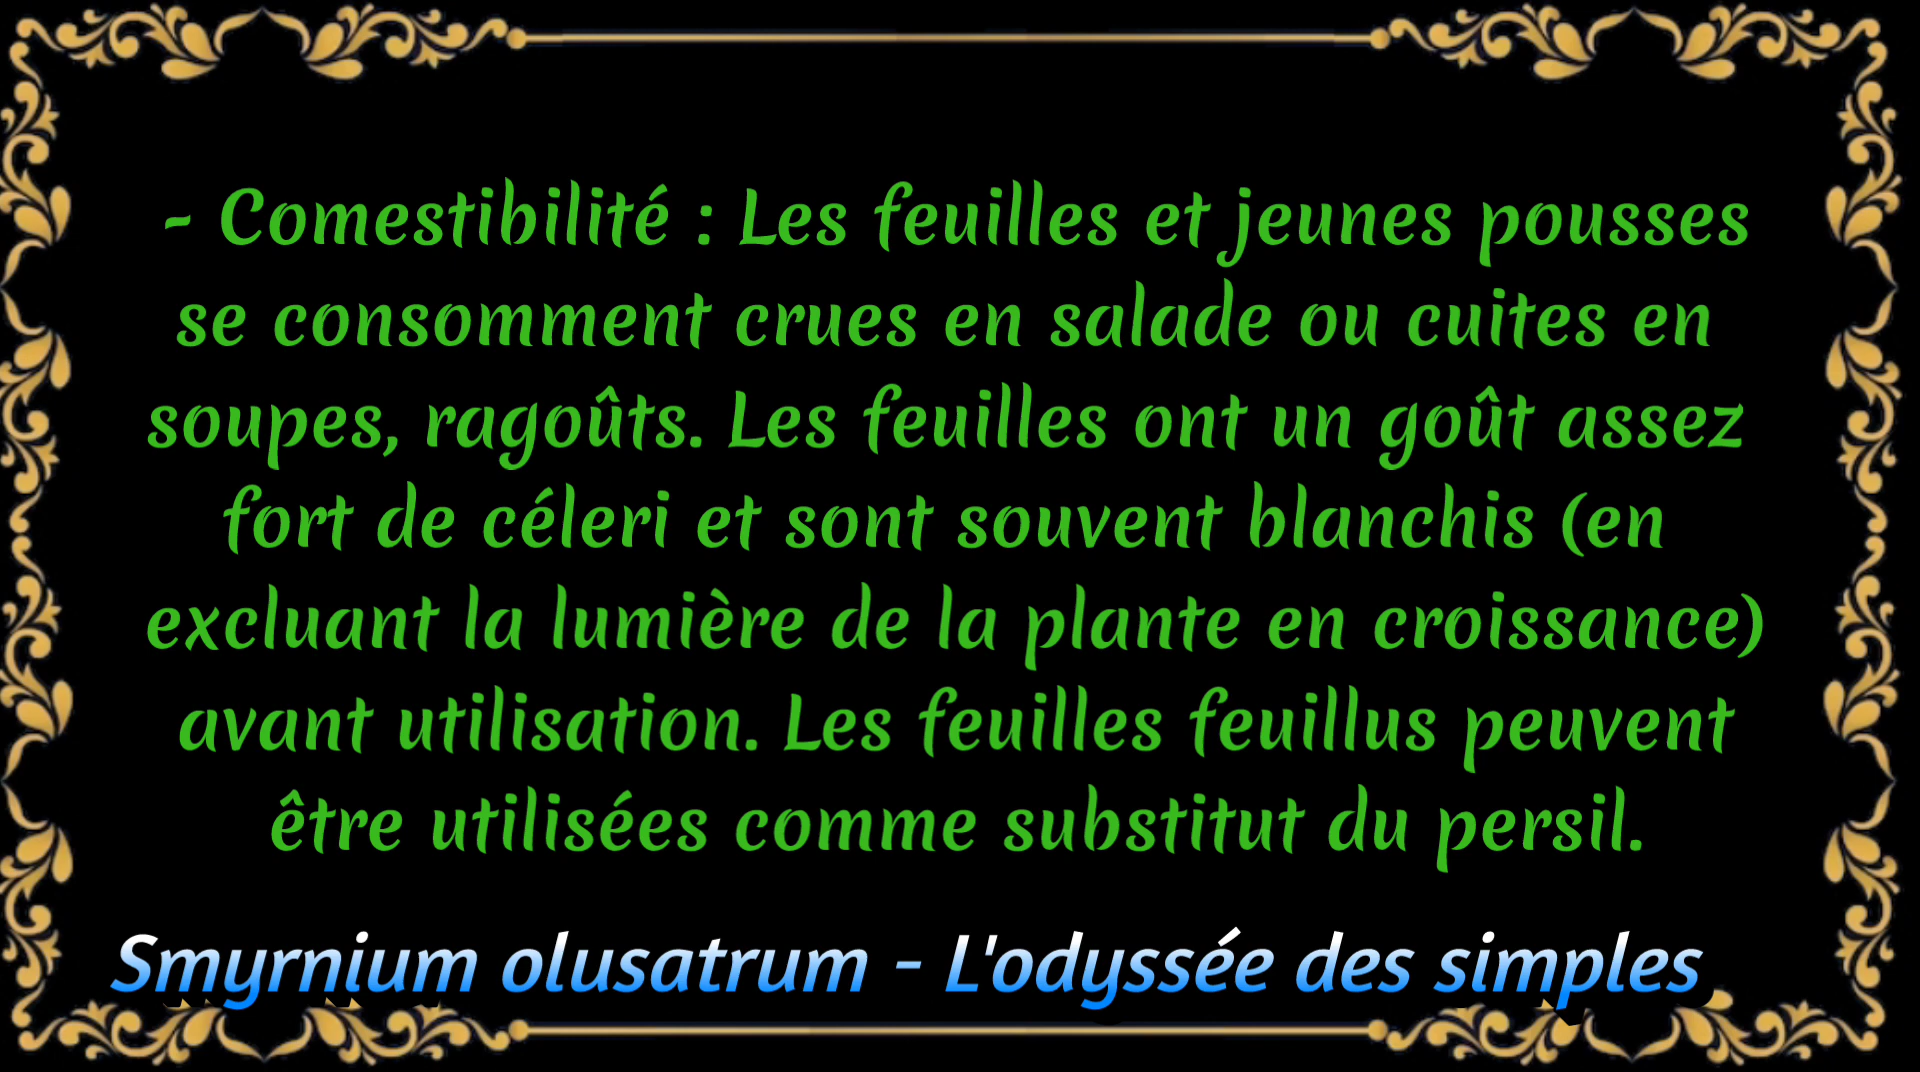 - Comestibilité : Les feuilles et jeunes pousses
se consomment crues en salade ou cuites en
soupes, ragoûts. Les feuilles ont un goût assez
fort de céleri et sont souvent blanchis (en
excluant la lumière de la plante en croissance)
avant utilisation. Les feuilles feuillus peuvent
être utilisées comme substitut du persil.
Smyrnium olusatrum - L'odyssée des simples